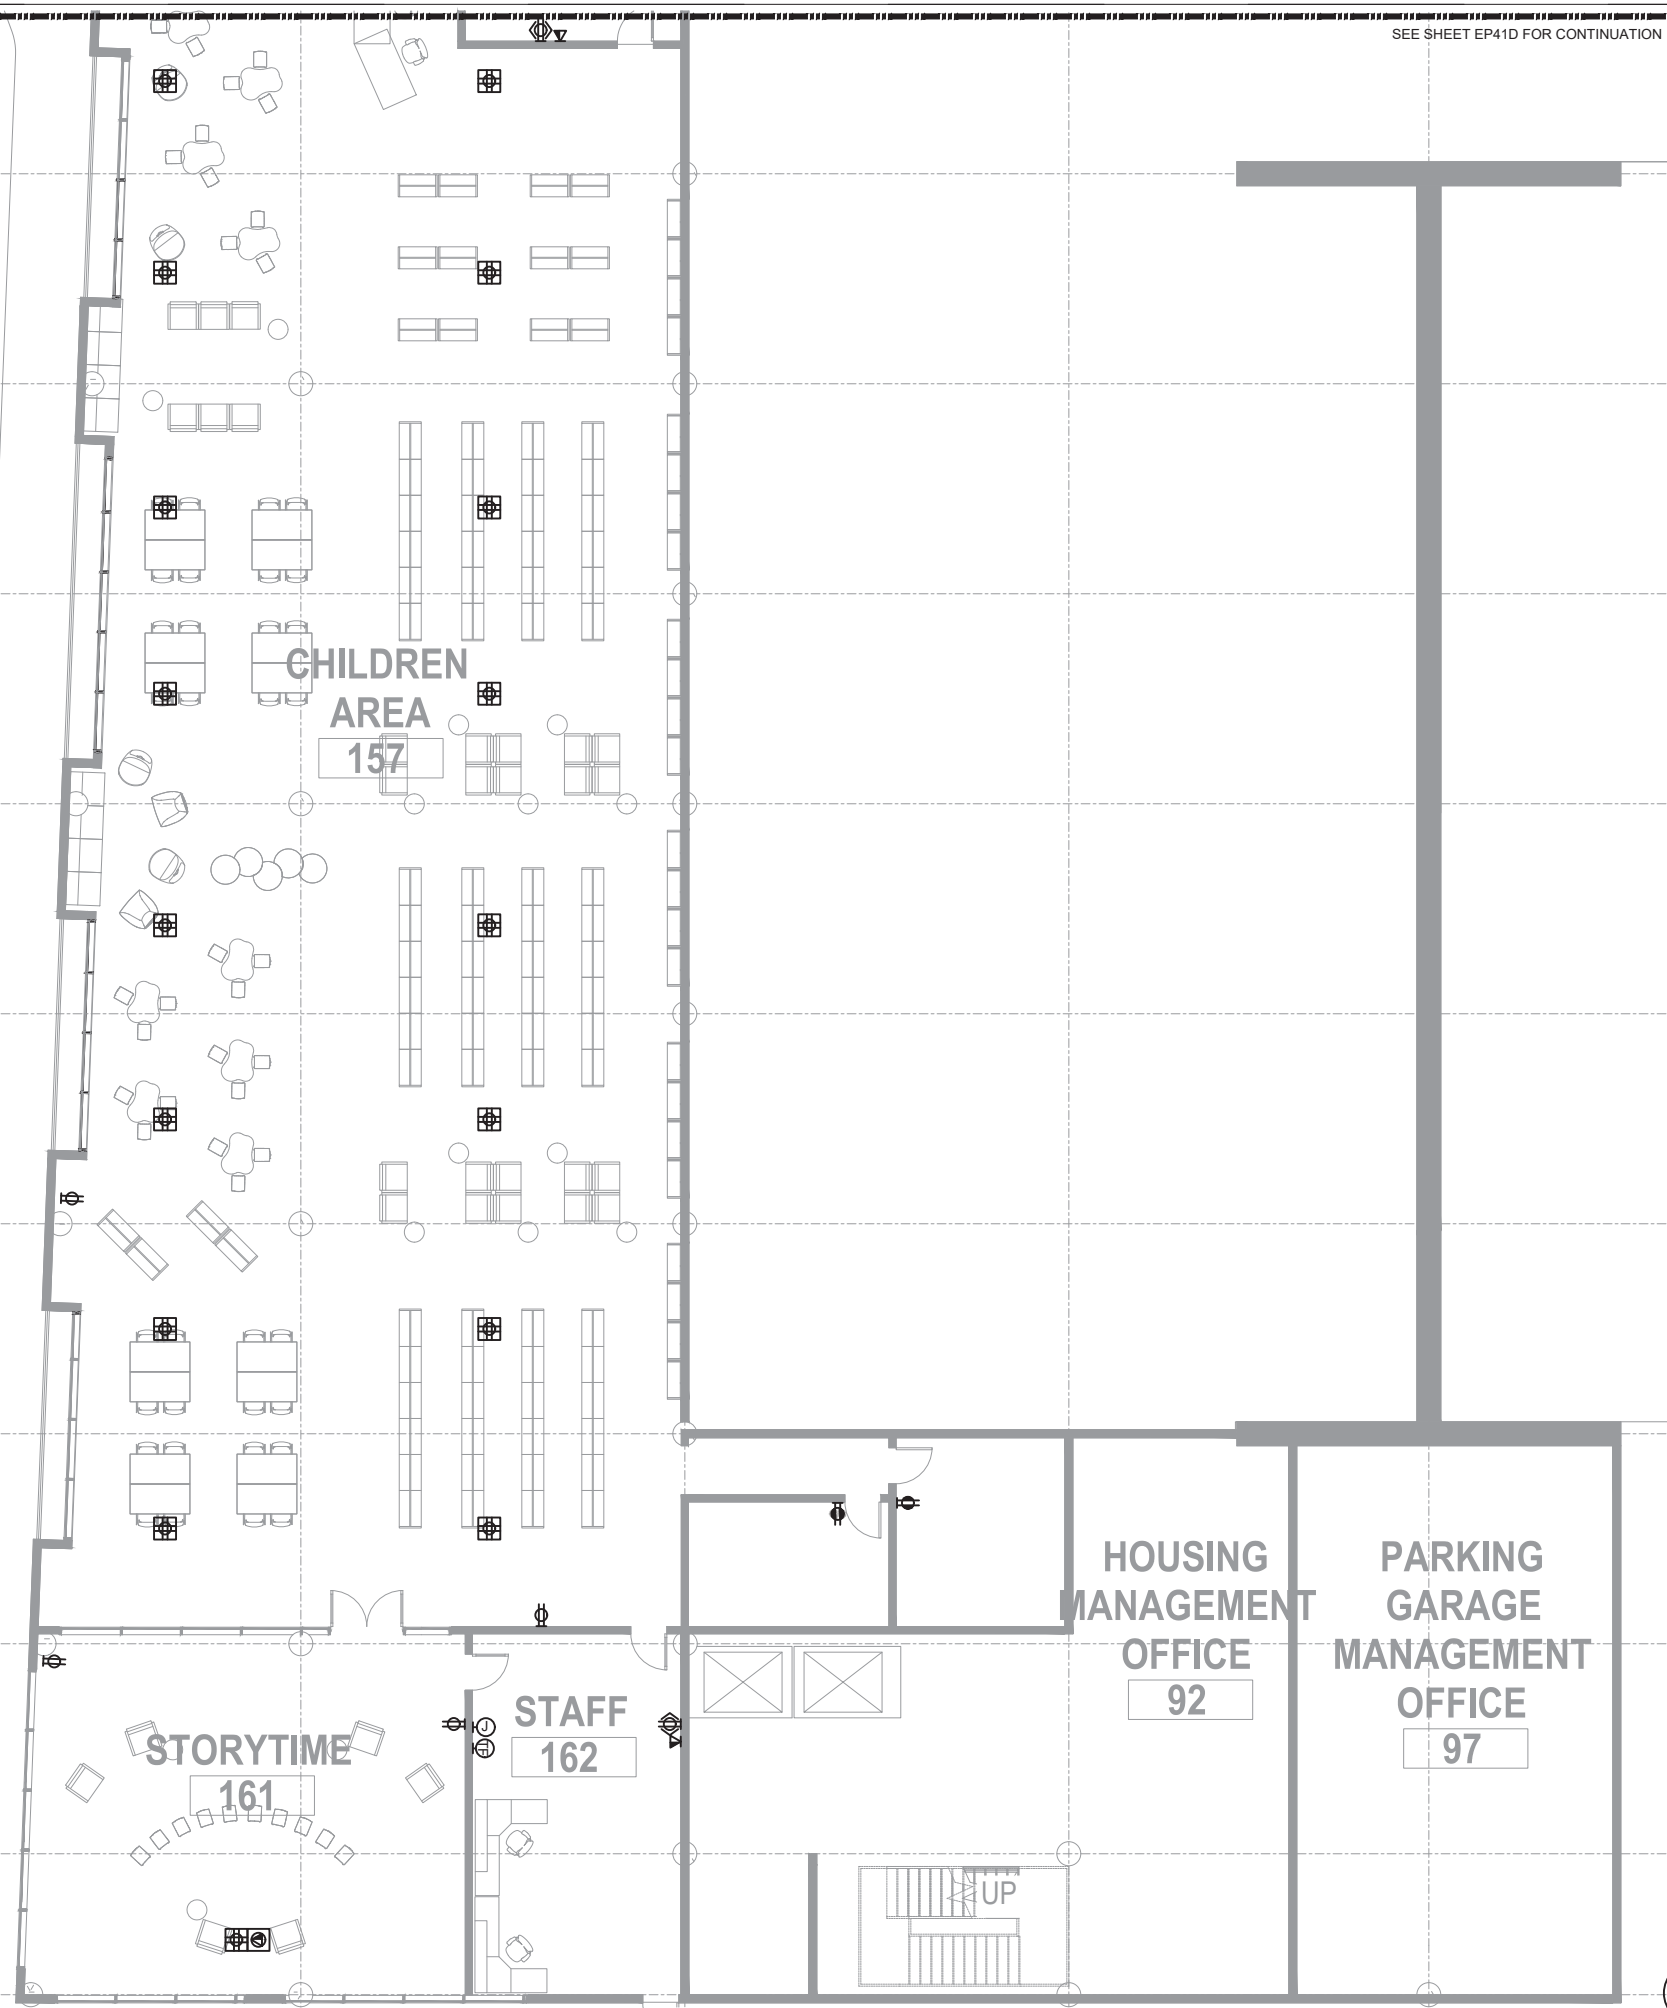 SEE SHEET EP41D FOR CONTINUATION
CHILDREN
AREA
157
HOUSING
MANAGEMENT
OFFICE
92
PARKING
GARAGE
MANAGEMENT
OFFICE
97
STAFF
162
J
TF
STORYTIME
161
UP